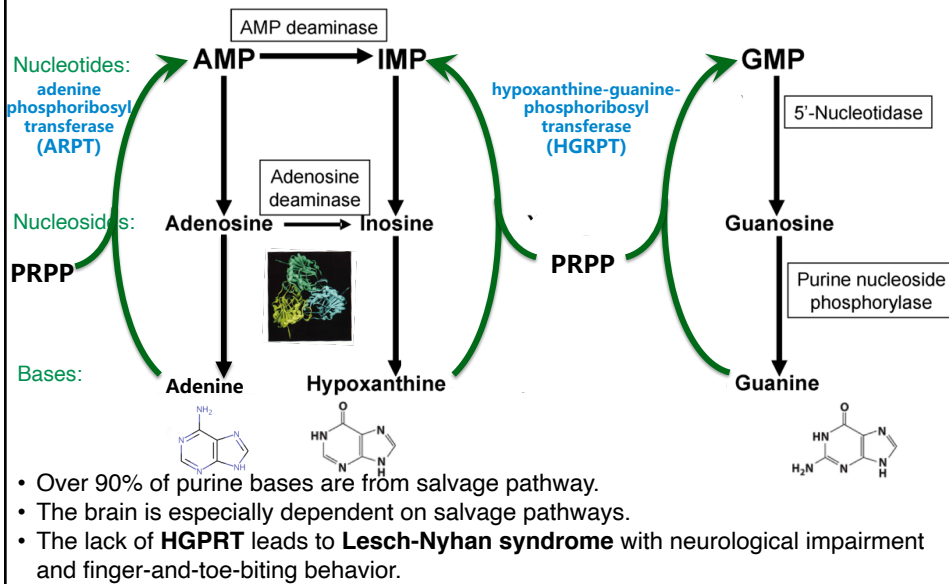 AMP deaminase
Nucleotides:
AMP
IMP
GMP
adenine
phosphoribosyl
transferase
(ARPT)
hypoxanthine-guanine-
phosphoribosyl
transferase
(HGRPT)
5'-Nucleotidase
Adenosine
deaminase
Nucleosides:
Adenosine
Inosine
Guanosine
PRPP
PRPP
Purine nucleoside
phosphorylase
Bases:
Adenine
Hypoxanthine
Guanine
NH₂
N
N
N
NH
O
HN
N
N
N
H
O
HN
N
H₂N
N
N
H
• Over 90% of purine bases are from salvage pathway.
• The brain is especially dependent on salvage pathways.
• The lack of HGPRT leads to Lesch-Nyhan syndrome with neurological impairment
and finger-and-toe-biting behavior.